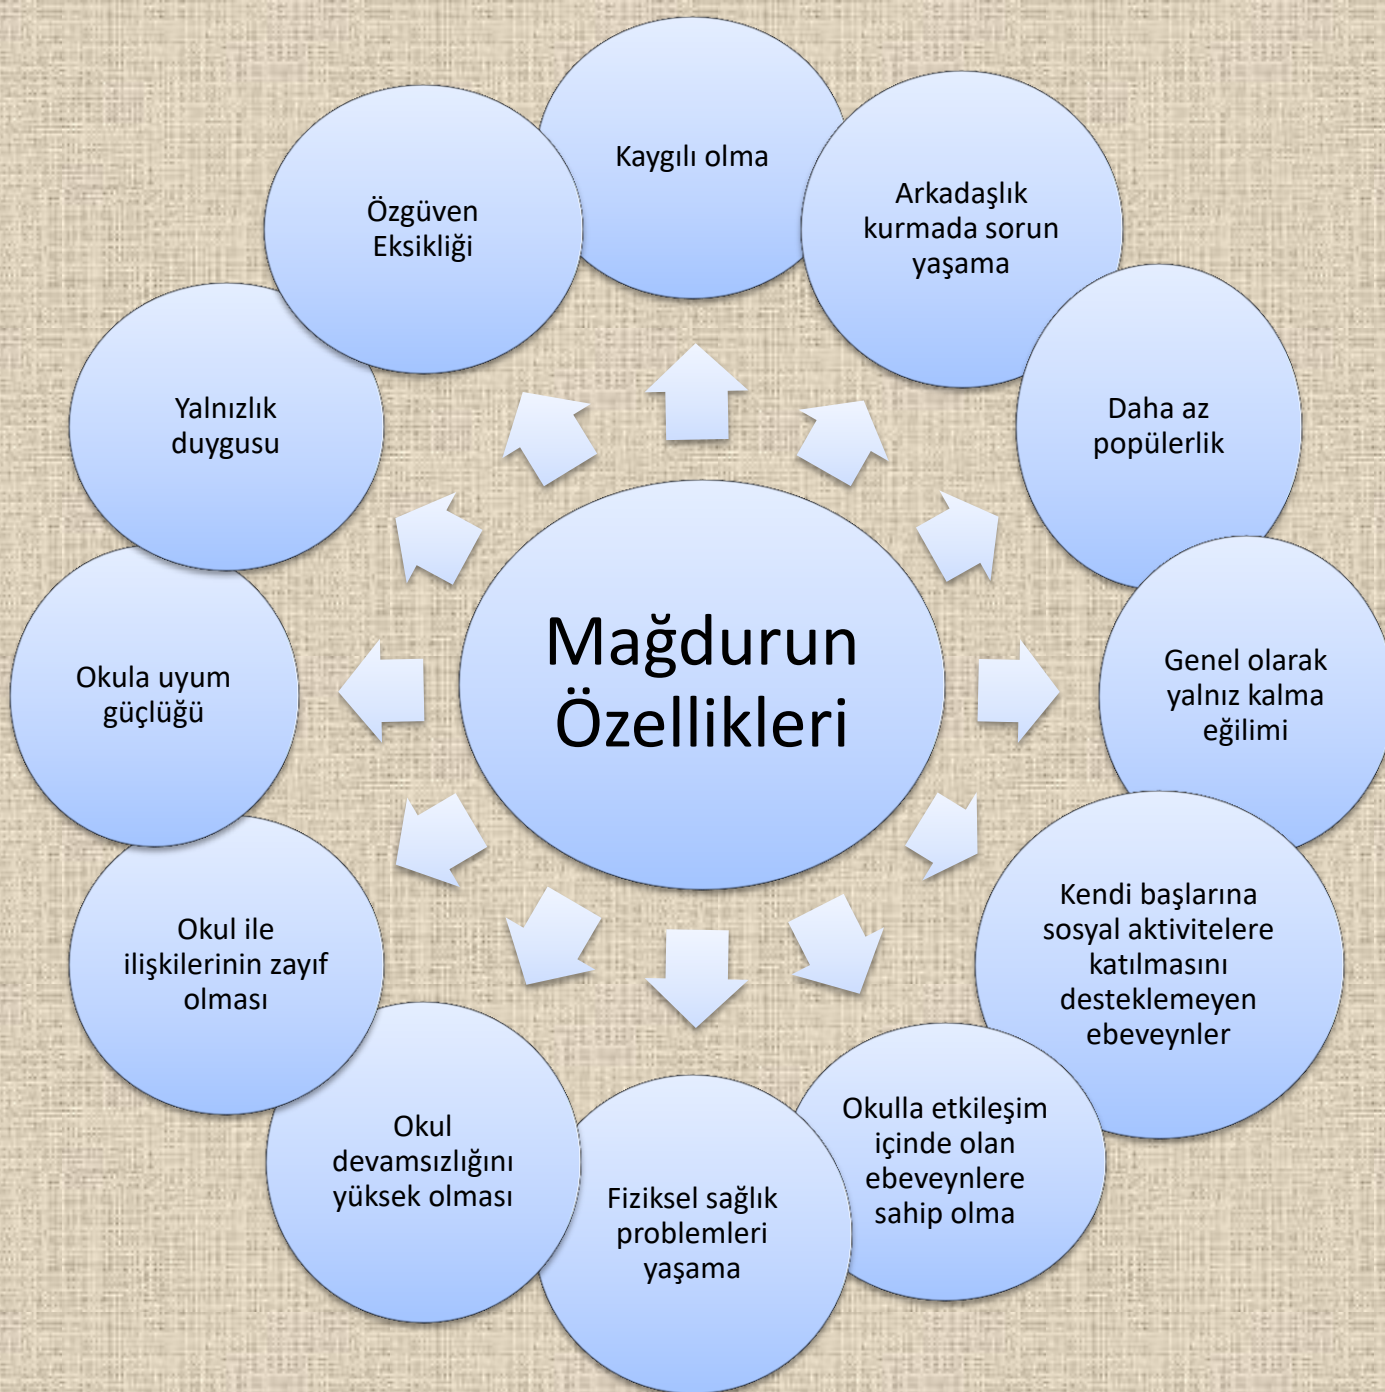 Mağdurun
Özellikleri
Kaygılı olma
Arkadaşlık
kurmada sorun
yaşama
Daha az
popülerlik
Genel olarak
yalnız kalma
eğilimi
Kendi başlarına
sosyal aktivitelere
katılmasını
desteklemeyen
ebeveynler
Okulla etkileşim
içinde olan
ebeveynlere
sahip olma
Fiziksel sağlık
problemleri
yaşama
Okul
devamsızlığını
yüksek olması
Okul ile
ilişkilerinin zayıf
olması
Okula uyum
güçlüğü
Yalnızlık
duygusu
Özgüven
Eksikliği